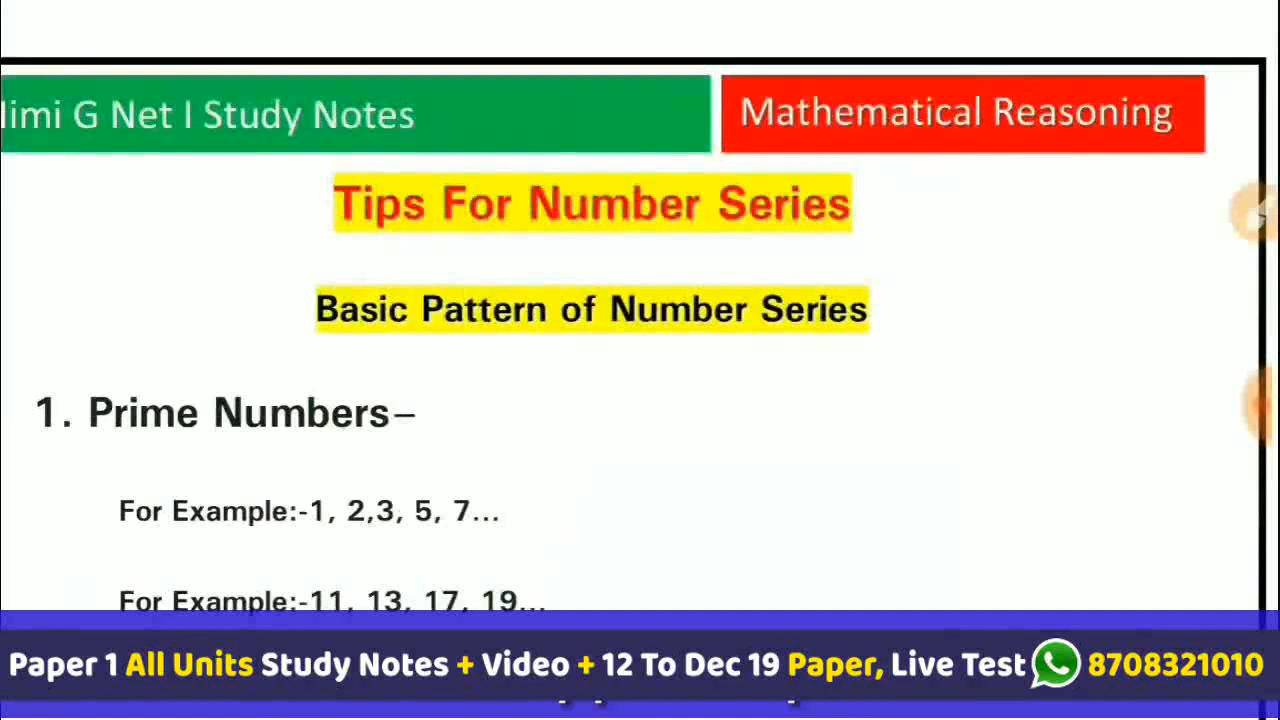 limi G Net I Study Notes
Mathematical Reasoning
Tips For Number Series
Basic Pattern of Number Series
1. Prime Numbers–
For Example:-1, 2,3, 5, 7...
For Example:-11, 13, 17, 19...
Paper 1 All Units Study Notes + Video + 12 To Dec 19 Paper, Live Test 8708321010